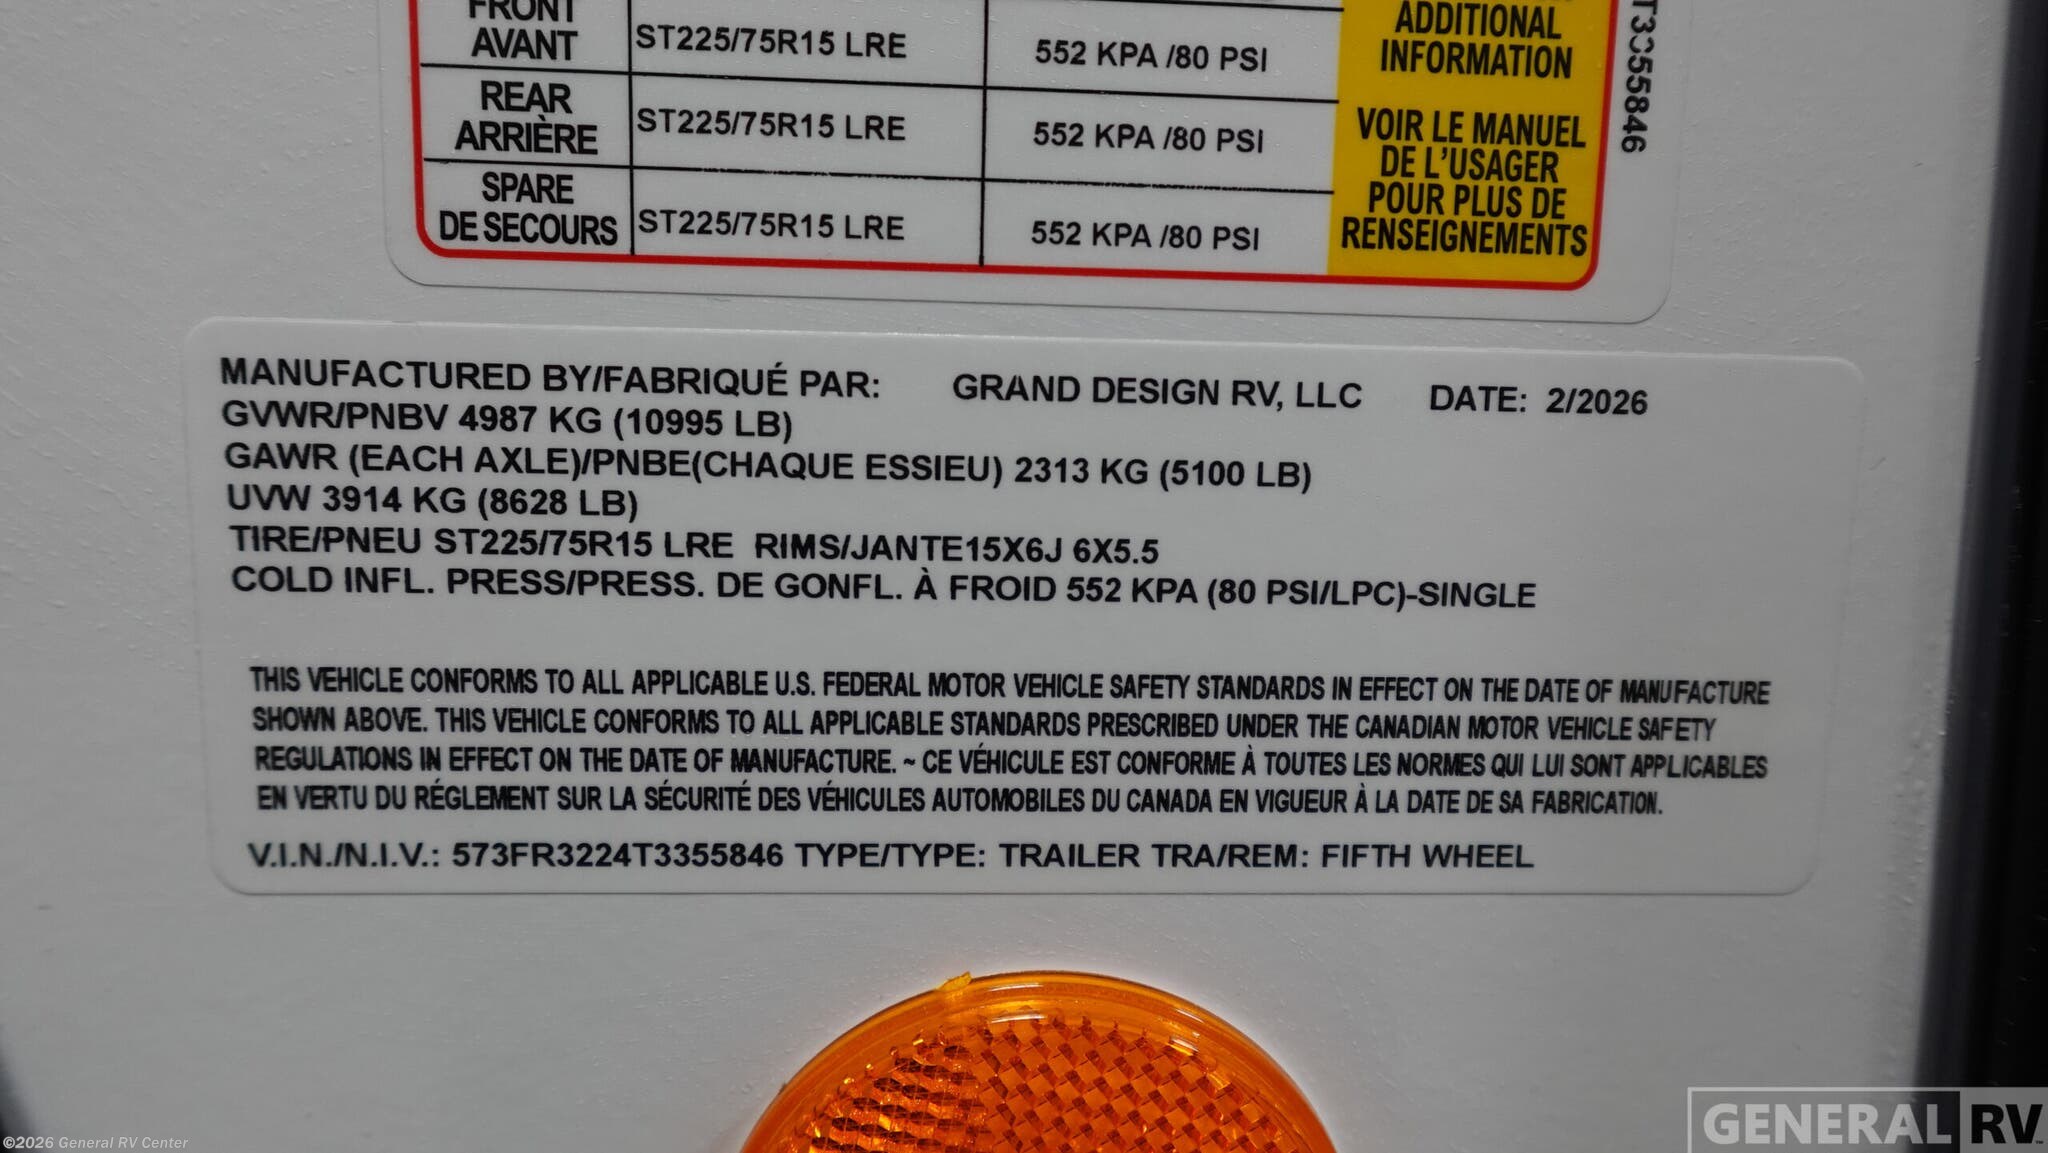 FRONT
AVANT
ST225/75R15 LRE
552 KPA /80 PSI
REAR
ARRIÈRE
ST225/75R15 LRE
552 KPA /80 PSI
SPARE
DE SECOURS
ST225/75R15 LRE
552 KPA /80 PSI
ADDITIONAL
INFORMATION
VOIR LE MANUEL
DE L'USAGER
POUR PLUS DE
RENSEIGNEMENTS
T3355846
MANUFACTURED BY/FABRIQUÉ PAR: GRAND DESIGN RV, LLC DATE: 2/2026
GVWR/PNBV 4987 KG (10995 LB)
GAWR (EACH AXLE)/PNBE(CHAQUE ESSIEU) 2313 KG (5100 LB)
UVW 3914 KG (8628 LB)
TIRE/PNEU ST225/75R15 LRE RIMS/JANTE15X6J 6X5.5
COLD INFL. PRESS/PRESS. DE GONFL. À FROID 552 KPA (80 PSI/LPC)-SINGLE
THIS VEHICLE CONFORMS TO ALL APPLICABLE U.S. FEDERAL MOTOR VEHICLE SAFETY STANDARDS IN EFFECT ON THE DATE OF MANUFACTURE
SHOWN ABOVE. THIS VEHICLE CONFORMS TO ALL APPLICABLE STANDARDS PRESCRIBED UNDER THE CANADIAN MOTOR VEHICLE SAFETY
REGULATIONS IN EFFECT ON THE DATE OF MANUFACTURE. ~ CE VÉHICULE EST CONFORME À TOUTES LES NORMES QUI LUI SONT APPLICABLES
EN VERTU DU RÉGLEMENT SUR LA SÉCURITÉ DES VÉHICULES AUTOMOBILES DU CANADA EN VIGUEUR À LA DATE DE SA FABRICATION.
V.I.N./N.I.V.: 573FR3224T3355846 TYPE/TYPE: TRAILER TRA/REM: FIFTH WHEEL
©2026 General RV Center
GENERAL RV